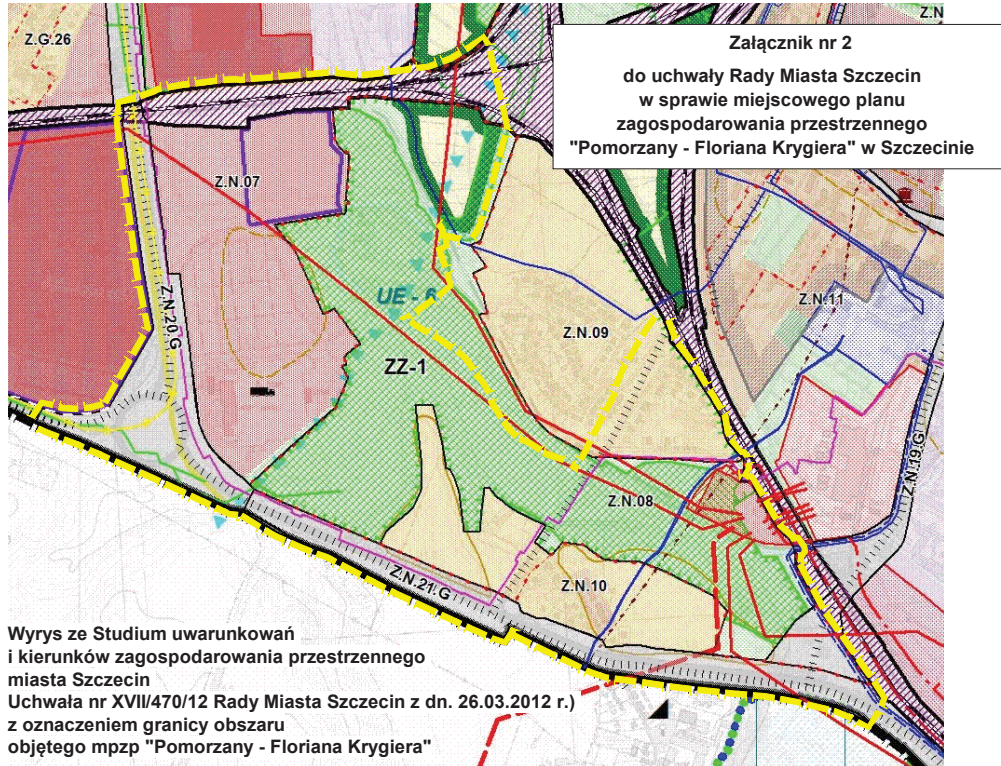 Z.G.26
Z.N
Załącznik nr 2
do uchwały Rady Miasta Szczecin
w sprawie miejscowego planu
zagospodarowania przestrzennego
"Pomorzany - Floriana Krygiera" w Szczecinie
Z.N.07
Z.N.11
UE - 6
Z.N.20.G
Z.N.09
ZZ-1
Z.N.19.G
Z.N.08
Z.N.21.G
Z.N.10
Wyrys ze Studium uwarunkowań
i kierunków zagospodarowania przestrzennego
miasta Szczecin
Uchwała nr XVII/470/12 Rady Miasta Szczecin z dn. 26.03.2012 r.)
z oznaczeniem granicy obszaru
objętego mpzp "Pomorzany - Floriana Krygiera"